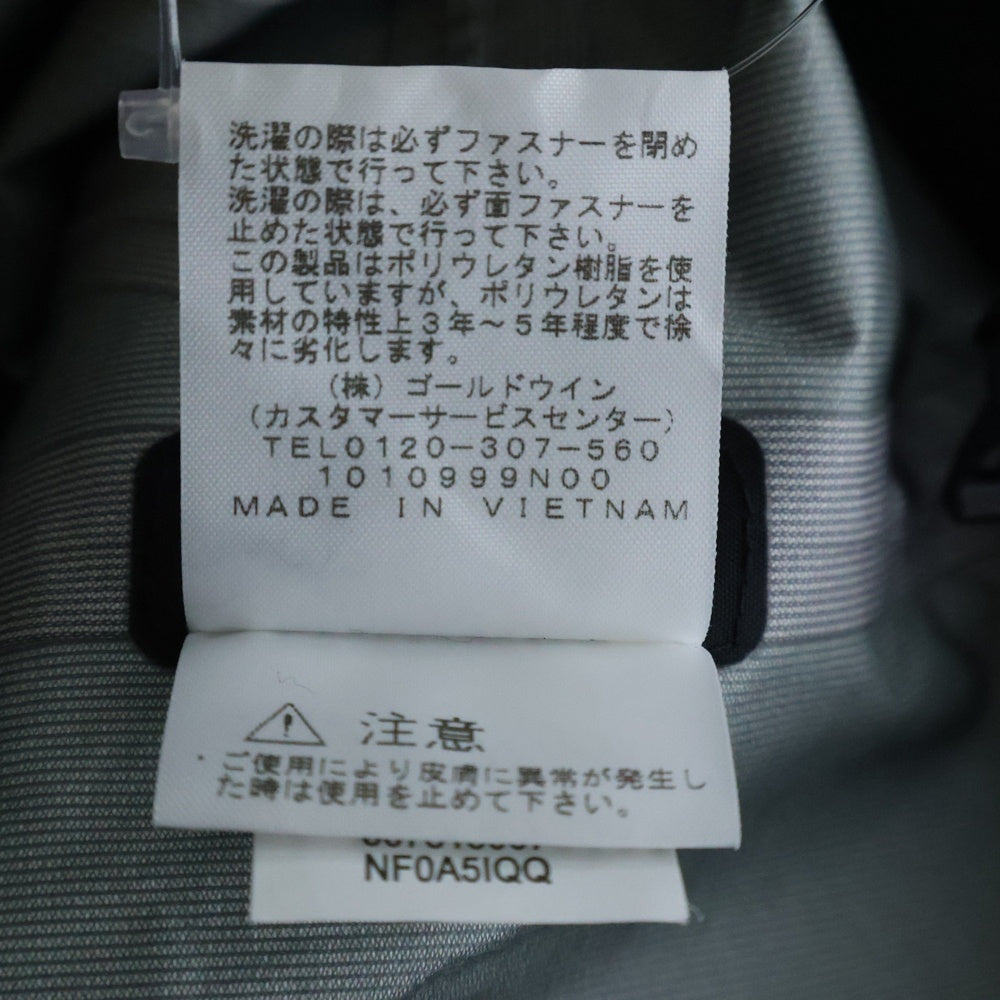 洗濯の際は必ずファスナーを閉め
た状態で行って下さい。
洗濯の際は、必ず面ファスナーを
止めた状態で行って下さい。
この製品はポリウレタン樹脂を使
用していますが、ポリウレタンは
素材の特性上3年~5年程度で徐
々に劣化します。
(株)ゴールドウイン
(カスタマーサービスセンター)
TEL0120-307-560
1010999N00
MADE IN VIETNAM
注意
ご使用により皮膚に異常が発生し
た時は使用を止めて下さい。
NF0A5IQQ